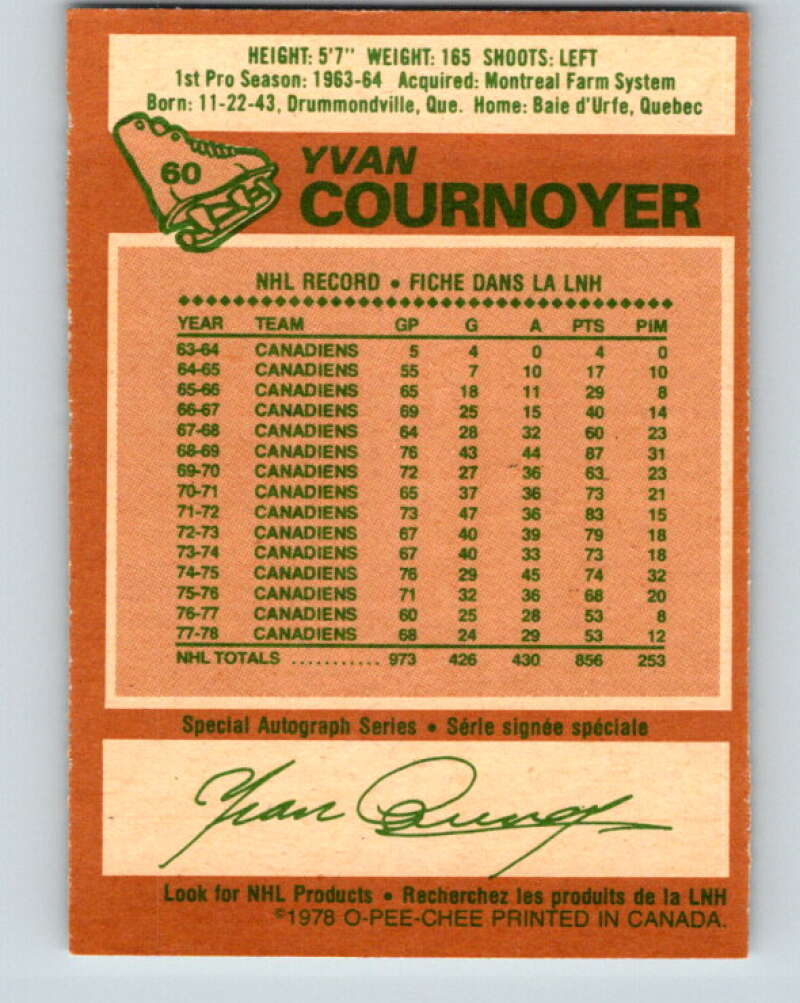 HEIGHT: 5'7" WEIGHT: 165 SHOOTS: LEFT
1st Pro Season: 1963-64 Acquired: Montreal Farm System
Born: 11-22-43, Drummondville, Que. Home: Baie d'Urfe, Quebec
60
YVAN
COURNOYER
NHL RECORD • FICHE DANS LA LNH
YEAR TEAM GP G A PTS PIM
63-64 CANADIENS 5 4 0 4 0
64-65 CANADIENS 55 7 10 17 10
65-66 CANADIENS 65 18 11 29 8
66-67 CANADIENS 69 25 15 40 14
67-68 CANADIENS 64 28 32 60 23
68-69 CANADIENS 76 43 44 87 31
69-70 CANADIENS 72 27 36 63 23
70-71 CANADIENS 65 37 36 73 21
71-72 CANADIENS 73 47 36 83 15
72-73 CANADIENS 67 40 39 79 18
73-74 CANADIENS 67 40 33 73 18
74-75 CANADIENS 76 29 45 74 32
75-76 CANADIENS 71 32 36 68 20
76-77 CANADIENS 60 25 28 53 8
77-78 CANADIENS 68 24 29 53 12
NHL TOTALS ........... 973 426 430 856 253
Special Autograph Series • Série signée spéciale
Yvan Cournoyer
Look for NHL Products • Recherchez les produits de la LNH
©1978 O-PEE-CHEE PRINTED IN CANADA.